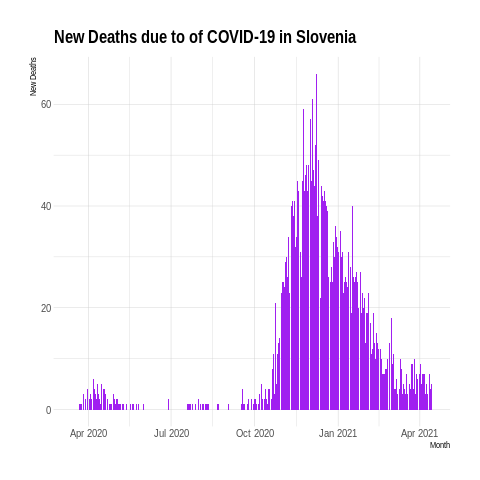 New Deaths due to of COVID-19 in Slovenia
New Deaths
60
40
20
0
Apr 2020 Jul 2020 Oct 2020 Jan 2021 Apr 2021
Month